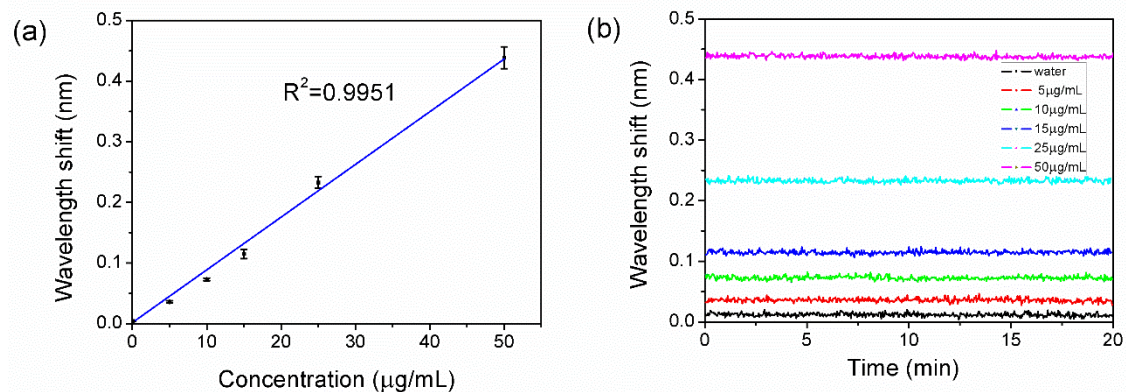 (a)
0.5
0.4
0.3
0.2
0.1
0.0
Wavelength shift (nm)
R²=0.9951
0 10 20 30 40 50
Concentration (μg/mL)
(b)
0.5
0.4
0.3
0.2
0.1
0.0
Wavelength shift (nm)
water
5μg/mL
10μg/mL
15μg/mL
25μg/mL
50μg/mL
0 5 10 15 20
Time (min)